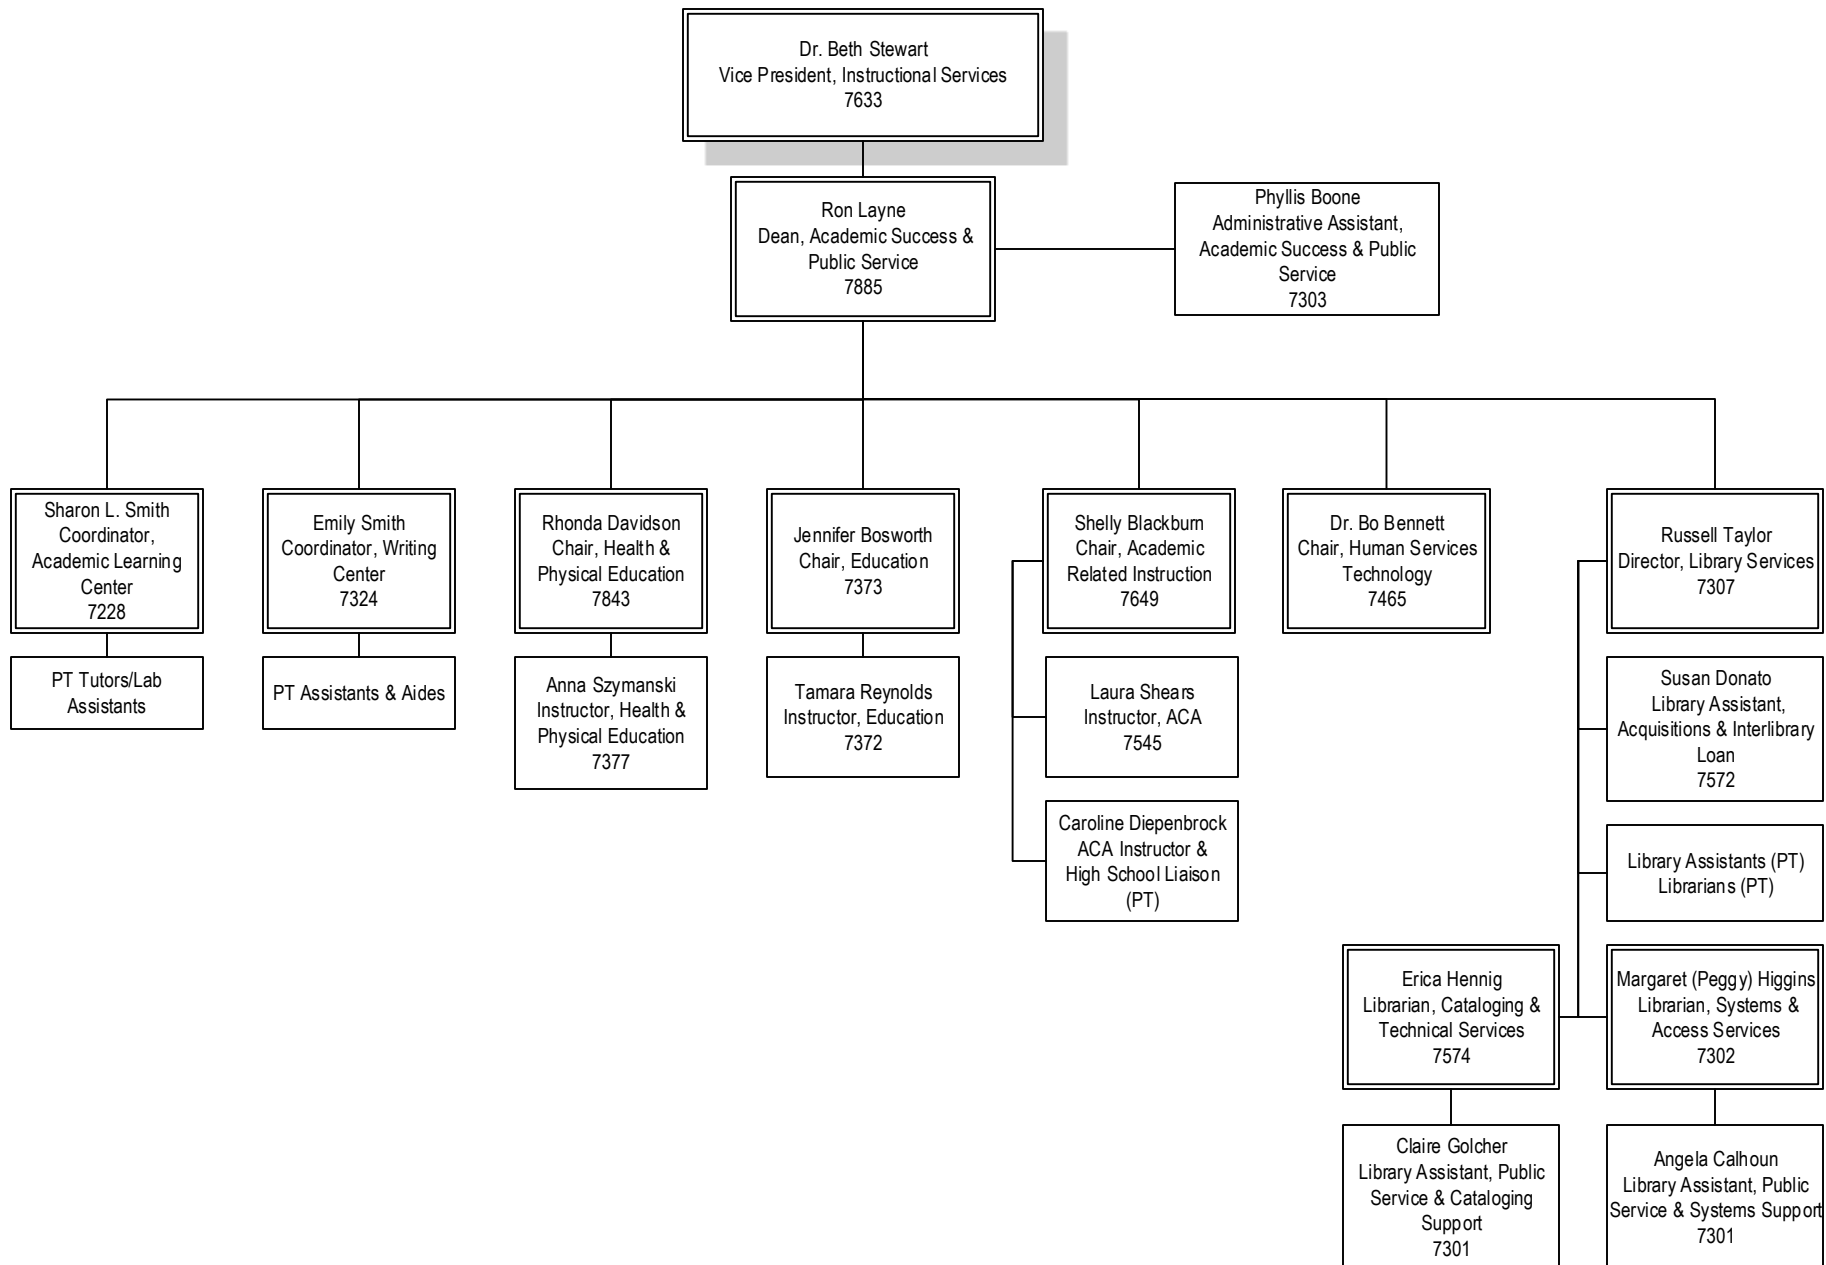 Dr. Beth Stewart
Vice President, Instructional Services
7633
Ron Layne
Dean, Academic Success &
Public Service
7885
Phyllis Boone
Administrative Assistant,
Academic Success & Public
Service
7303
Sharon L. Smith
Coordinator,
Academic Learning
Center
7228
Emily Smith
Coordinator, Writing
Center
7324
Rhonda Davidson
Chair, Health &
Physical Education
7843
Jennifer Bosworth
Chair, Education
7373
Shelly Blackburn
Chair, Academic
Related Instruction
7649
Dr. Bo Bennett
Chair, Human Services
Technology
7465
Russell Taylor
Director, Library Services
7307
PT Tutors/Lab
Assistants
PT Assistants & Aides
Anna Szymanski
Instructor, Health &
Physical Education
7377
Tamara Reynolds
Instructor, Education
7372
Laura Shears
Instructor, ACA
7545
Susan Donato
Library Assistant,
Acquisitions & Interlibrary
Loan
7572
Caroline Diepenbrock
ACA Instructor &
High School Liaison
(PT)
Library Assistants (PT)
Librarians (PT)
Erica Hennig
Librarian, Cataloging &
Technical Services
7574
Margaret (Peggy) Higgins
Librarian, Systems &
Access Services
7302
Claire Golcher
Library Assistant, Public
Service & Cataloging
Support
7301
Angela Calhoun
Library Assistant, Public
Service & Systems Support
7301